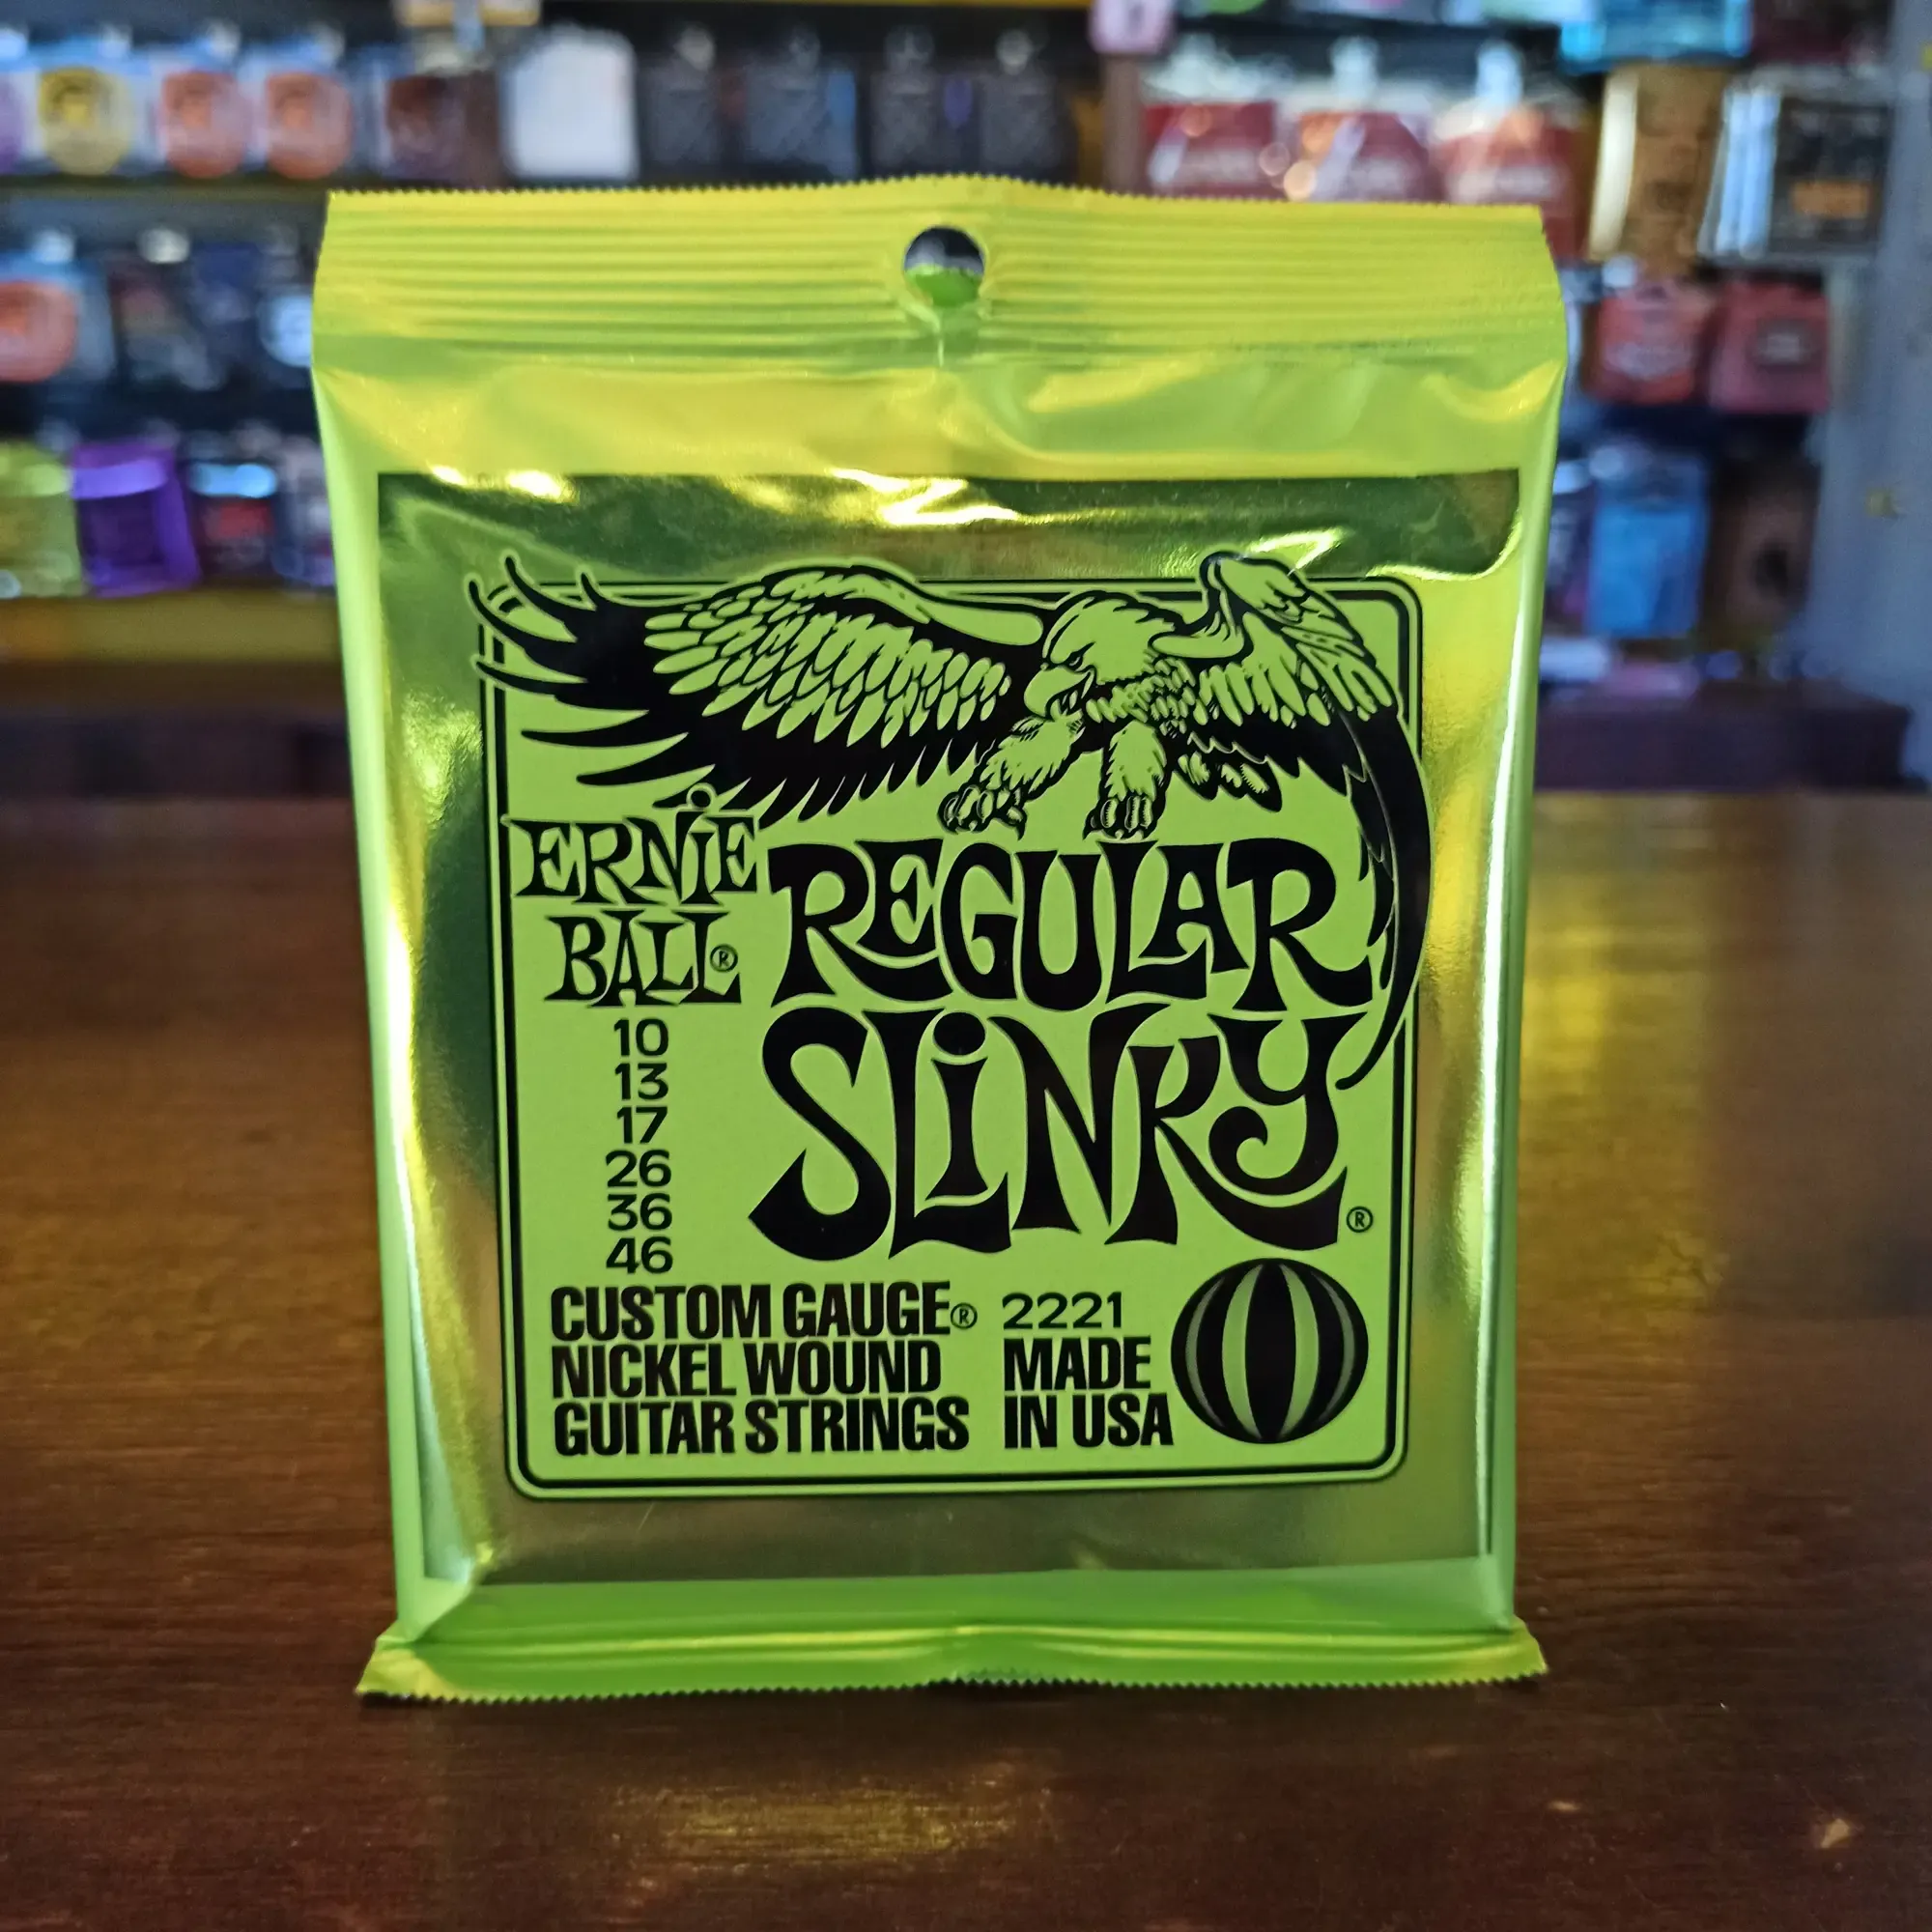 ERNiE
BALL®
REGULAR
SLiNKY®
10
13
17
26
36
46
CUSTOM GAUGE®
NICKEL WOUND
GUITAR STRINGS
2221
MADE
IN USA